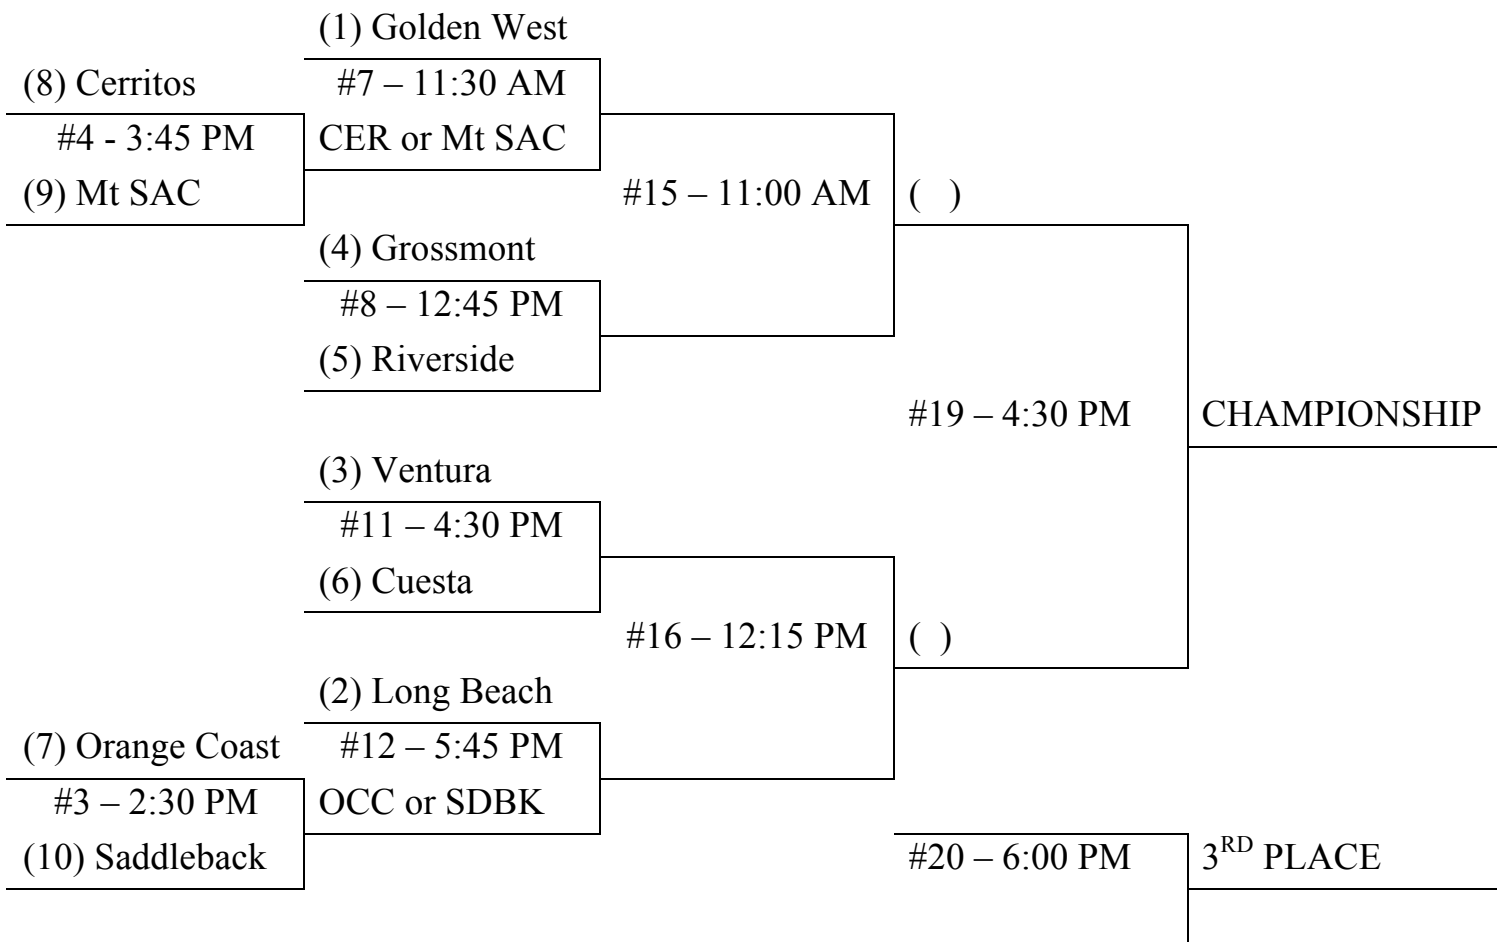 (1) Golden West
(8) Cerritos
#7 – 11:30 AM
#4 - 3:45 PM
CER or Mt SAC
(9) Mt SAC
#15 – 11:00 AM
( )
(4) Grossmont
#8 – 12:45 PM
(5) Riverside
#19 – 4:30 PM
CHAMPIONSHIP
(3) Ventura
#11 – 4:30 PM
(6) Cuesta
#16 – 12:15 PM
( )
(2) Long Beach
(7) Orange Coast
#12 – 5:45 PM
#3 – 2:30 PM
OCC or SDBK
(10) Saddleback
#20 – 6:00 PM
3RD PLACE